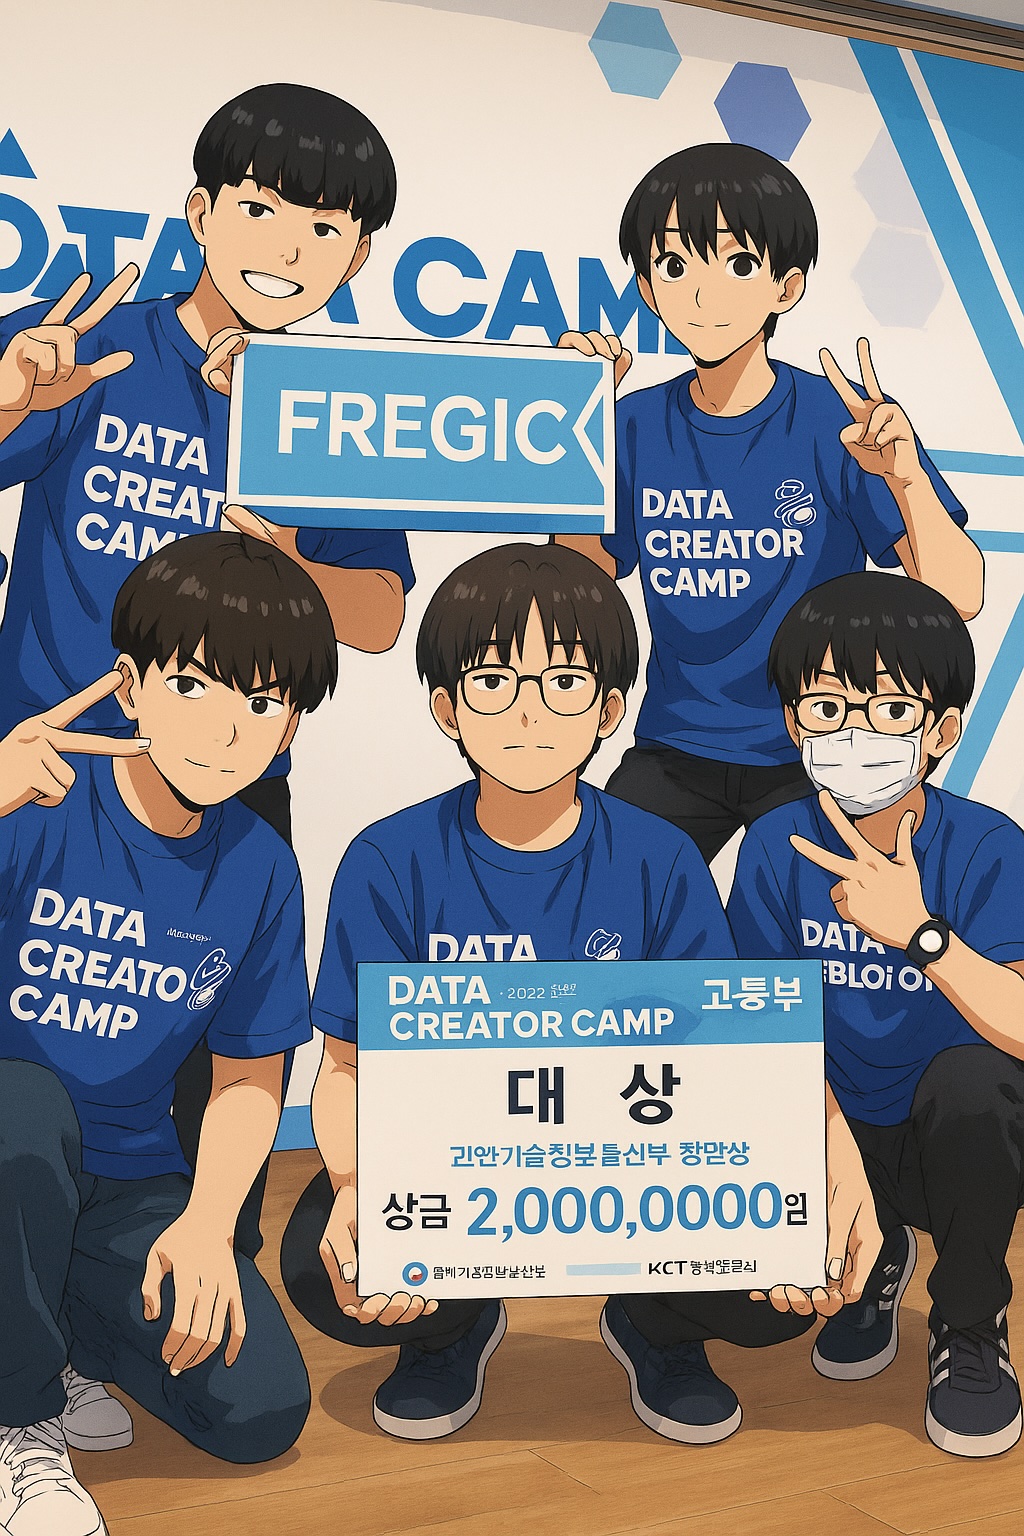 DATA CAM
FREGIC
DATA
CREAT
CAM
DATA
CREATOR
CAMP
DATA
CREATO
CAMP
DATA
DATA
DATA · 2022
CREATOR CAMP
고등부
대 상
상금 2,000,0000원
KCT